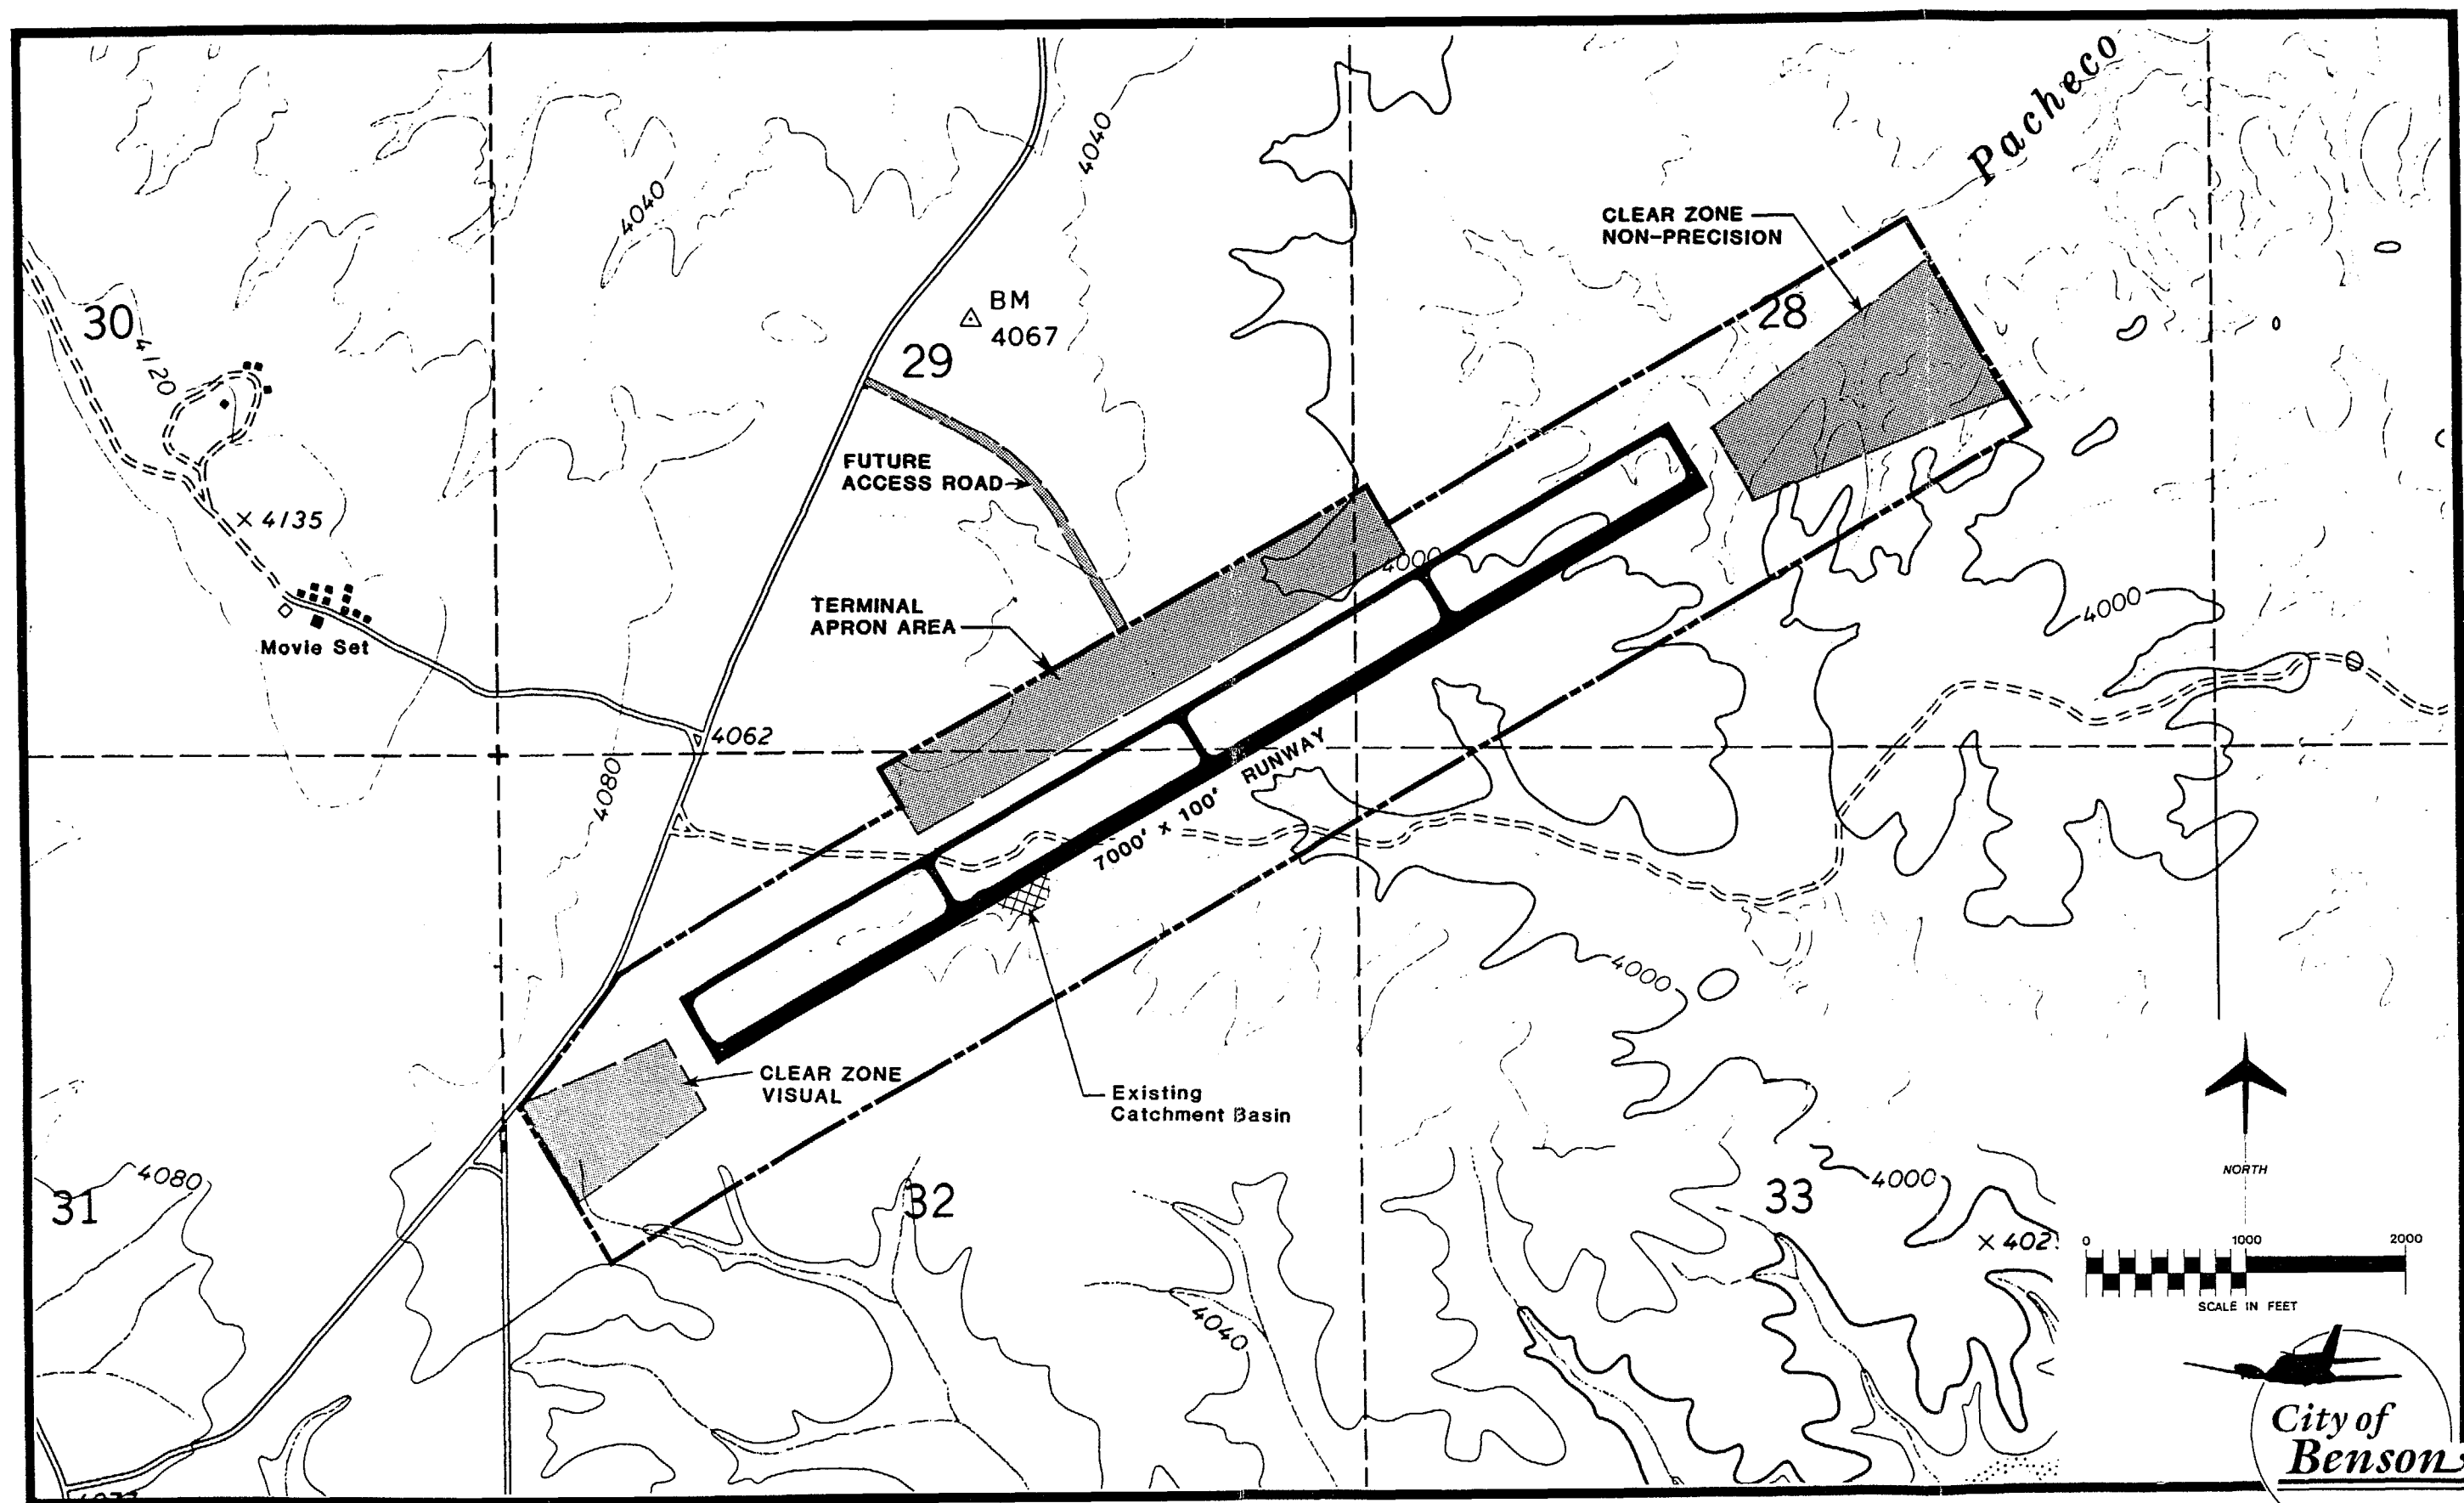 Pacheco
4040
4040
CLEAR ZONE
NON-PRECISION
28
30
4120
BM
4067
29
FUTURE
ACCESS ROAD
× 4135
4000
TERMINAL
APRON AREA
4000
Movie Set
4062
4080
7000' × 100' RUNWAY
4000
CLEAR ZONE
VISUAL
Existing
Catchment Basin
4080
31
32
33
4000
NORTH
4040
0 1000 2000
SCALE IN FEET
City of
Benson